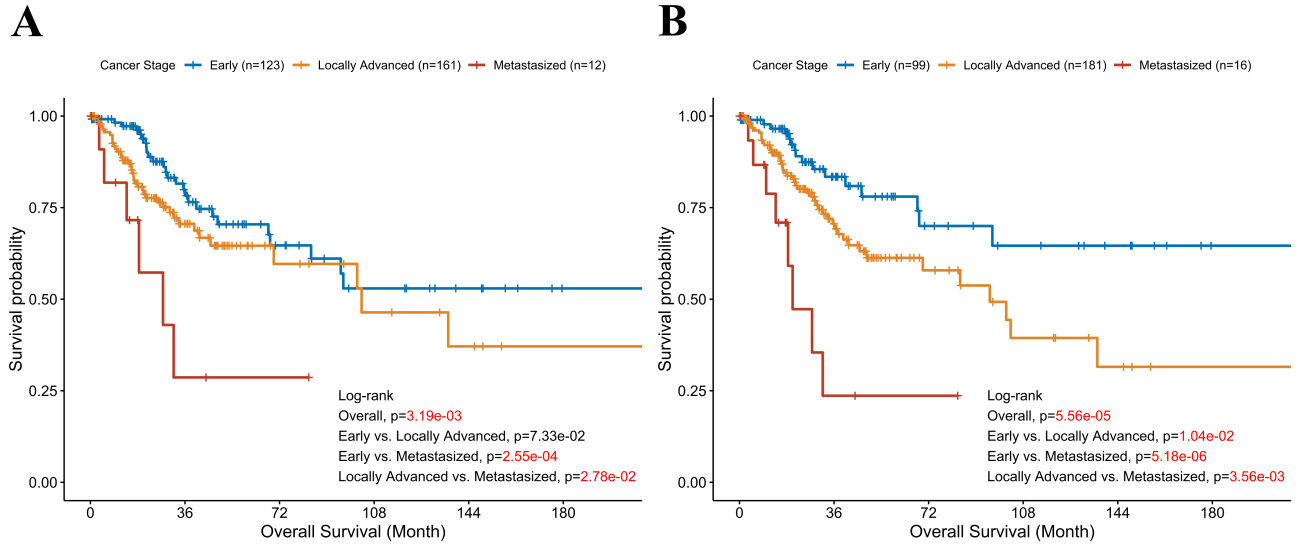 A
Cancer Stage Early (n=123) Locally Advanced (n=161) Metastasized (n=12)
Survival probability
1.00
0.75
0.50
0.25
0.00
Log-rank
Overall, p=3.19e-03
Early vs. Locally Advanced, p=7.33e-02
Early vs. Metastasized, p=2.55e-04
Locally Advanced vs. Metastasized, p=2.78e-02
0 36 72 108 144 180
Overall Survival (Month)
B
Cancer Stage Early (n=99) Locally Advanced (n=181) Metastasized (n=16)
Survival probability
1.00
0.75
0.50
0.25
0.00
Log-rank
Overall, p=5.56e-05
Early vs. Locally Advanced, p=1.04e-02
Early vs. Metastasized, p=5.18e-06
Locally Advanced vs. Metastasized, p=3.56e-03
0 36 72 108 144 180
Overall Survival (Month)